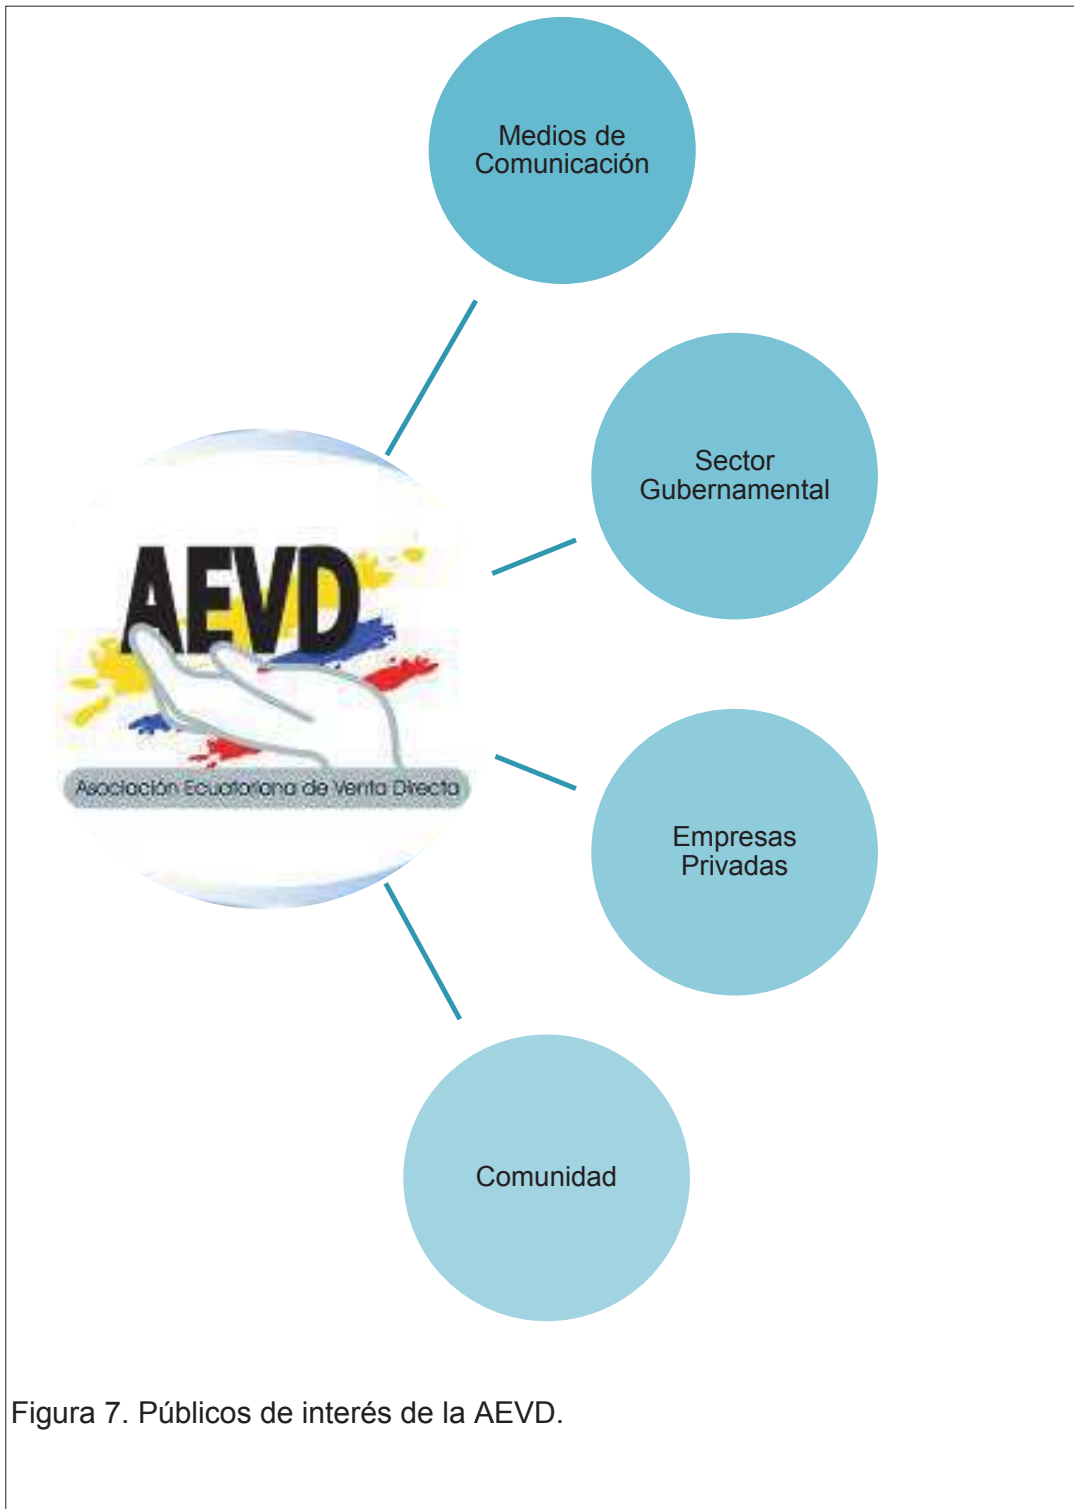 Medios de
Comunicación
Sector
Gubernamental
AEVD
Asociación Ecuatoriana de Venta Directa
Empresas
Privadas
Comunidad
Figura 7. Públicos de interés de la AEVD.